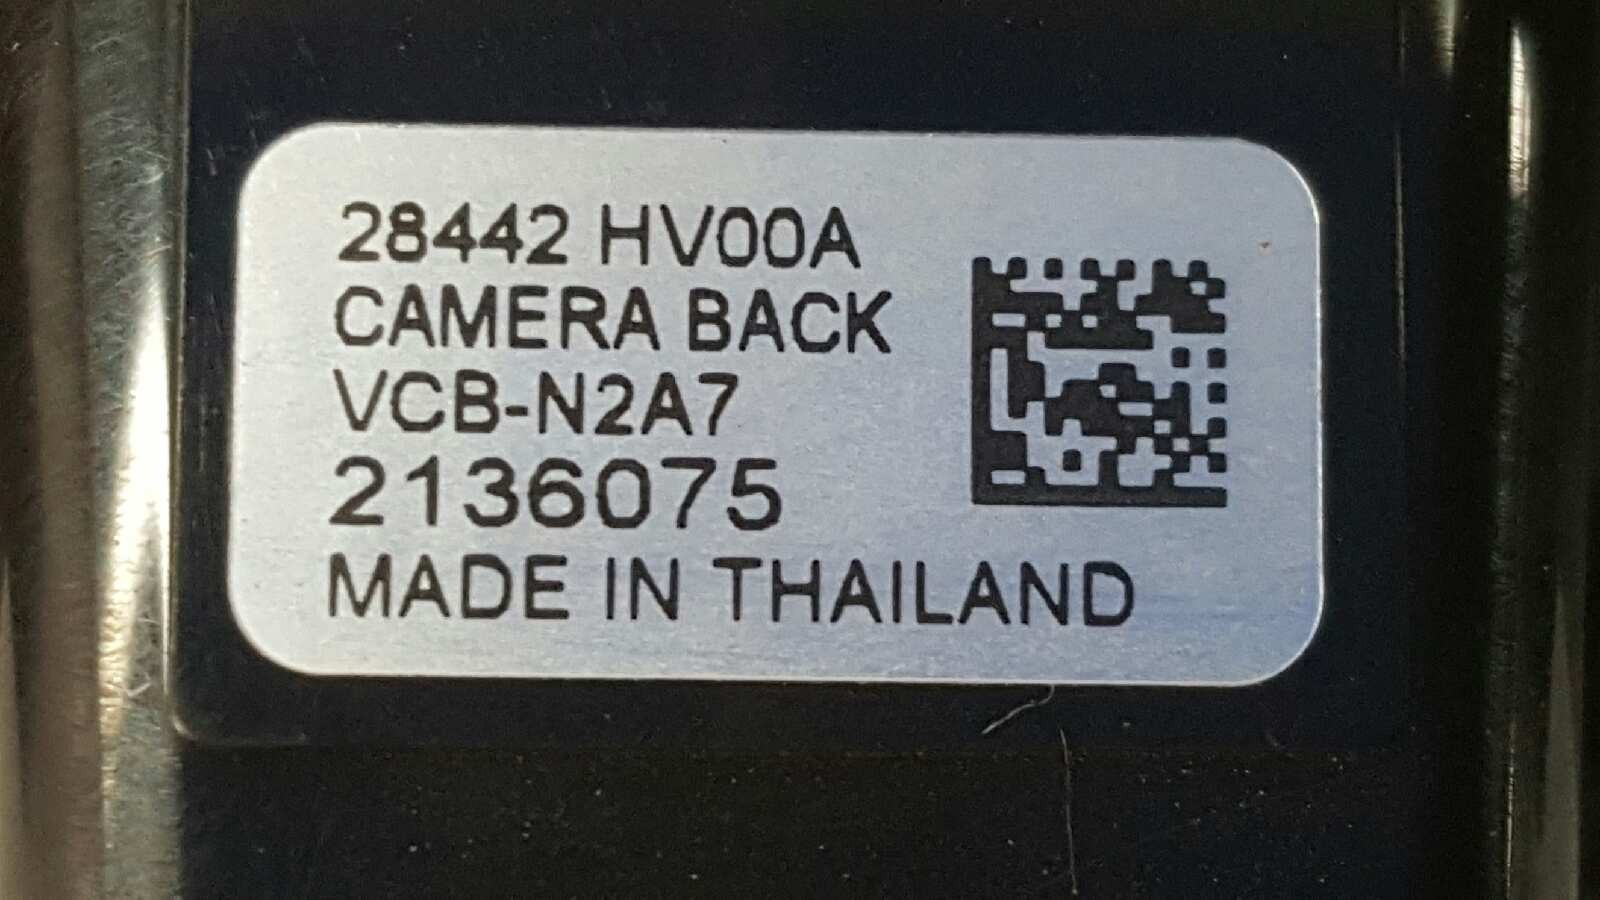 28442 HV00A
CAMERA BACK
VCB-N2A7
2136075
MADE IN THAILAND